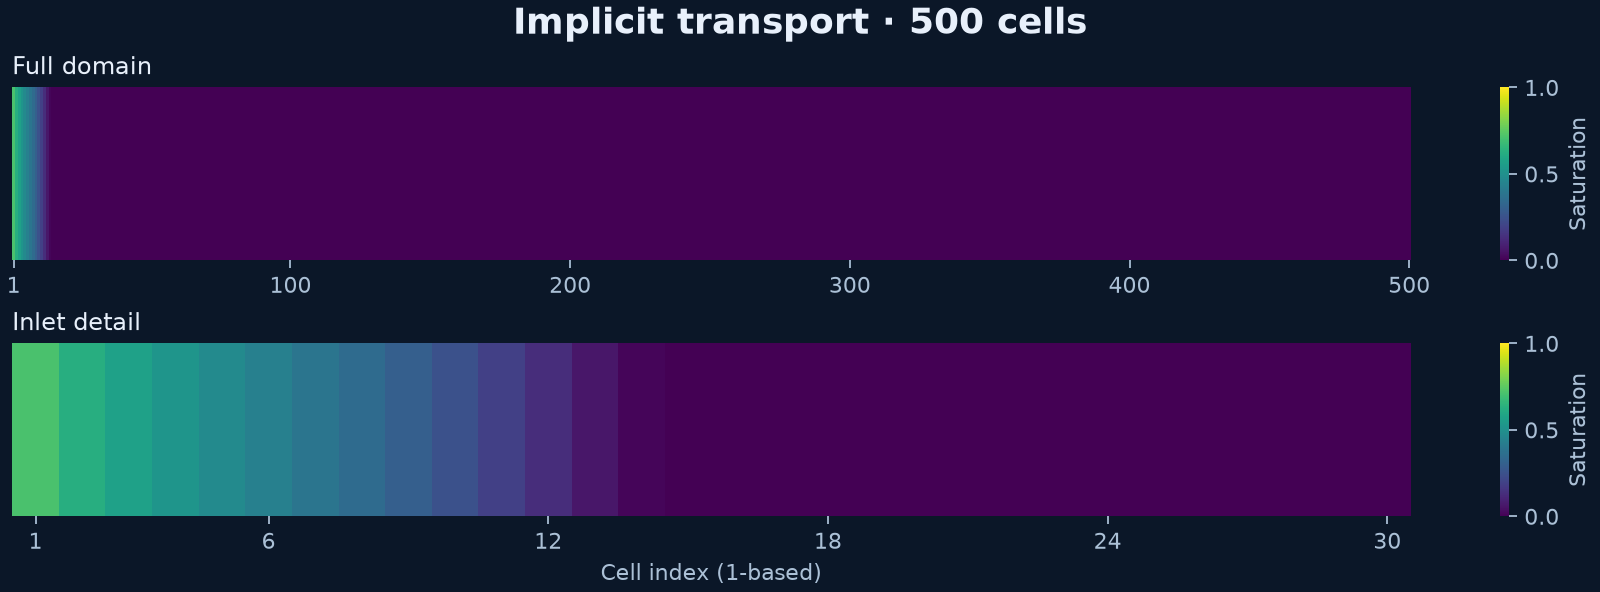 Implicit transport · 500 cells
Full domain
1.0
0.5
0.0
Saturation
1 100 200 300 400 500
Inlet detail
1.0
0.5
0.0
Saturation
1 6 12 18 24 30
Cell index (1-based)